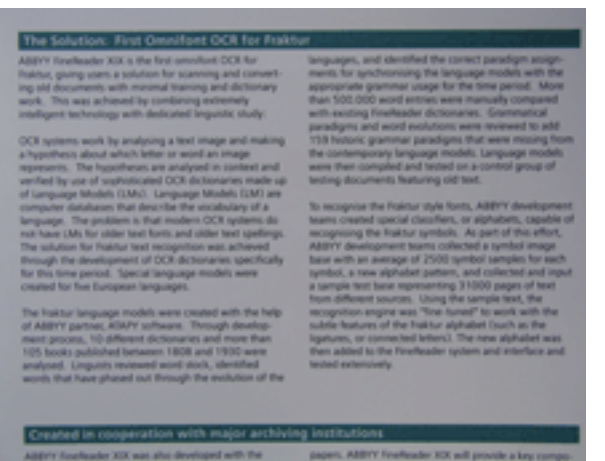 The Solution: First Omnifont OCR for Fraktur
ABBYY FineReader XIX is the first omnifont OCR for
Fraktur, giving users a solution for scanning and convert-
ing old documents with minimal training and dictionary
work. This was achieved by combining extremely
intelligent technology with dedicated linguistic study.
OCR systems work by analysing a text image and making
a hypothesis about which letter or word an image
represents. The hypotheses are analysed in context and
verified by use of sophisticated OCR dictionaries made up
of Language Models (LMs). Language Models (LM) are
computer databases that describe the vocabulary of a
language. The problem is that modern OCR systems do
not have LMs for older text fonts and older text spellings.
The solution for Fraktur text recognition was achieved
through the development of OCR dictionaries specifically
for this time period. Special language models were
created for five European languages.
The Fraktur language models were created with the help
of ABBYY partner, ATAPY software. Through develop-
ment process, 10 different dictionaries and more than
105 books published between 1808 and 1930 were
analysed. Linguists reviewed word stock, identified
words that have phased out through the evolution of the
languages, and identified the correct paradigm assign-
ments for synchronising the language models with the
appropriate grammar usage for the time period. More
than 500.000 word entries were manually compared
with existing FineReader dictionaries. Grammatical
paradigms and word evolutions were reviewed to add
159 historic grammar paradigms that were missing from
the contemporary language models. Language models
were then compiled and tested on a control group of
testing documents featuring old text.
To recognise the Fraktur style fonts, ABBYY development
teams created special classifiers, or alphabets, capable of
recognising the Fraktur symbols. As part of this effort,
ABBYY development teams collected a symbol image
base with an average of 2500 symbol samples for each
symbol, a new alphabet pattern, and collected and input
a sample text base representing 31000 pages of text
from different sources. Using the sample text, the
recognition engine was "fine-tuned" to work with the
subtle features of the Fraktur alphabet (such as the
ligatures, or connected letters). The new alphabet was
then added to the FineReader system and interface and
tested extensively.
Created in cooperation with major archiving institutions
ABBYY FineReader XIX was also developed with the
papers. ABBYY FineReader XIX will provide a key compo-